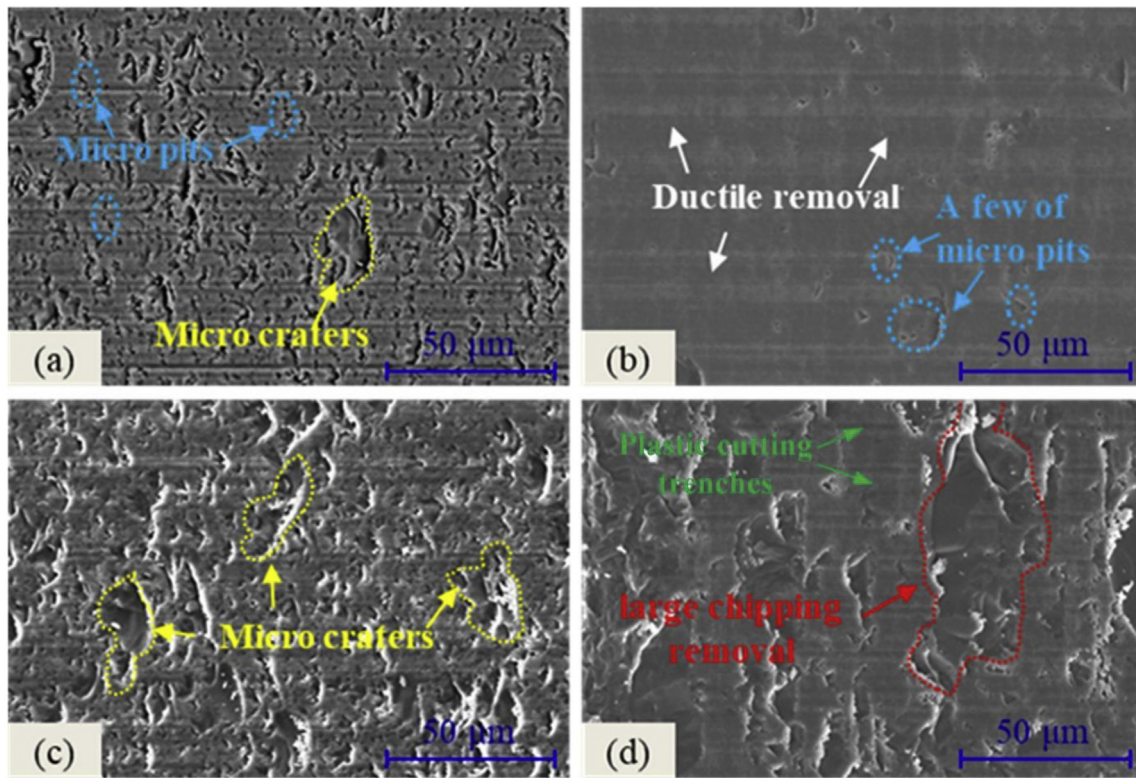 Micro pits
Micro craters
50 μm
(a)
Ductile removal
A few of
micro pits
50 μm
(b)
Micro craters
50 μm
(c)
Plastic cutting
trenches
large chipping
removal
50 μm
(d)